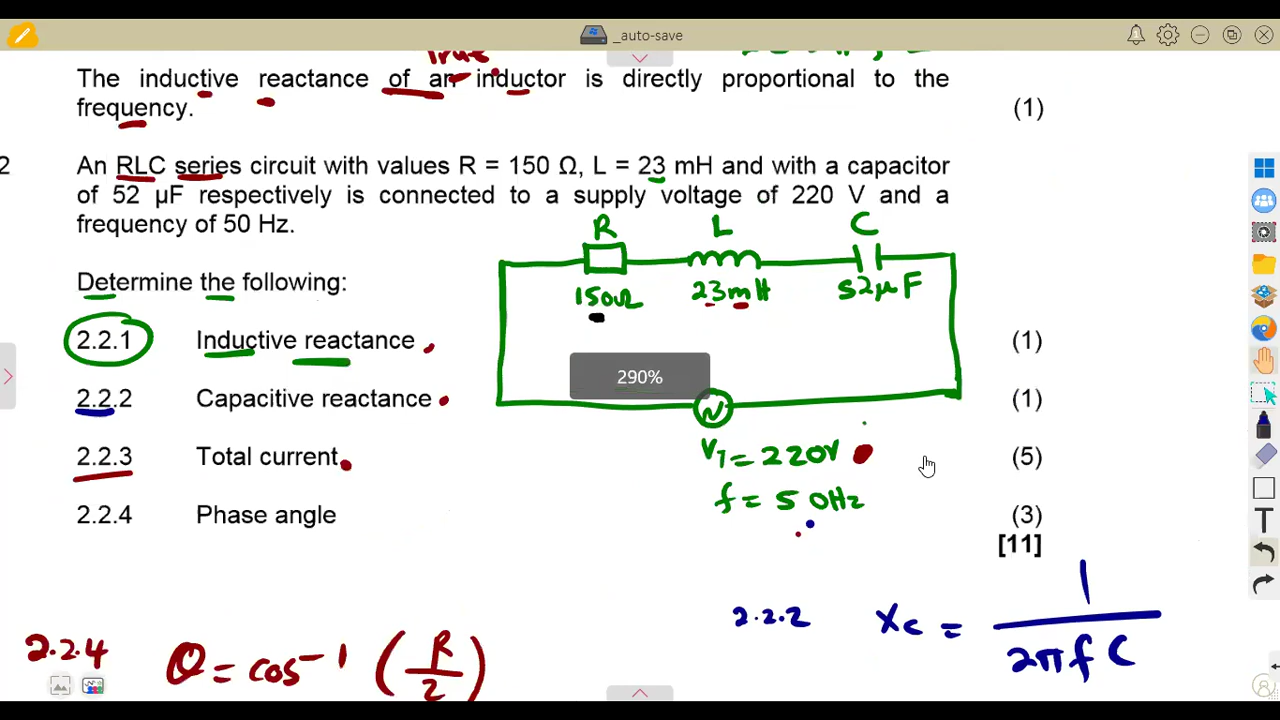 _auto-save
True
The inductive reactance of an inductor is directly proportional to the
frequency. (1)
2 An RLC series circuit with values R = 150 Ω, L = 23 mH and with a capacitor
of 52 µF respectively is connected to a supply voltage of 220 V and a
frequency of 50 Hz.
R L C
Determine the following:
150Ω 23mH 52µF
2.2.1 Inductive reactance (1)
290%
2.2.2 Capacitive reactance (1)
N
2.2.3 Total current (5)
VT = 220V
f = 50Hz
2.2.4 Phase angle (3)
[11]
2.2.2 Xc = 1
2πfC
2.2.4 θ = cos-1 (R
2)
T